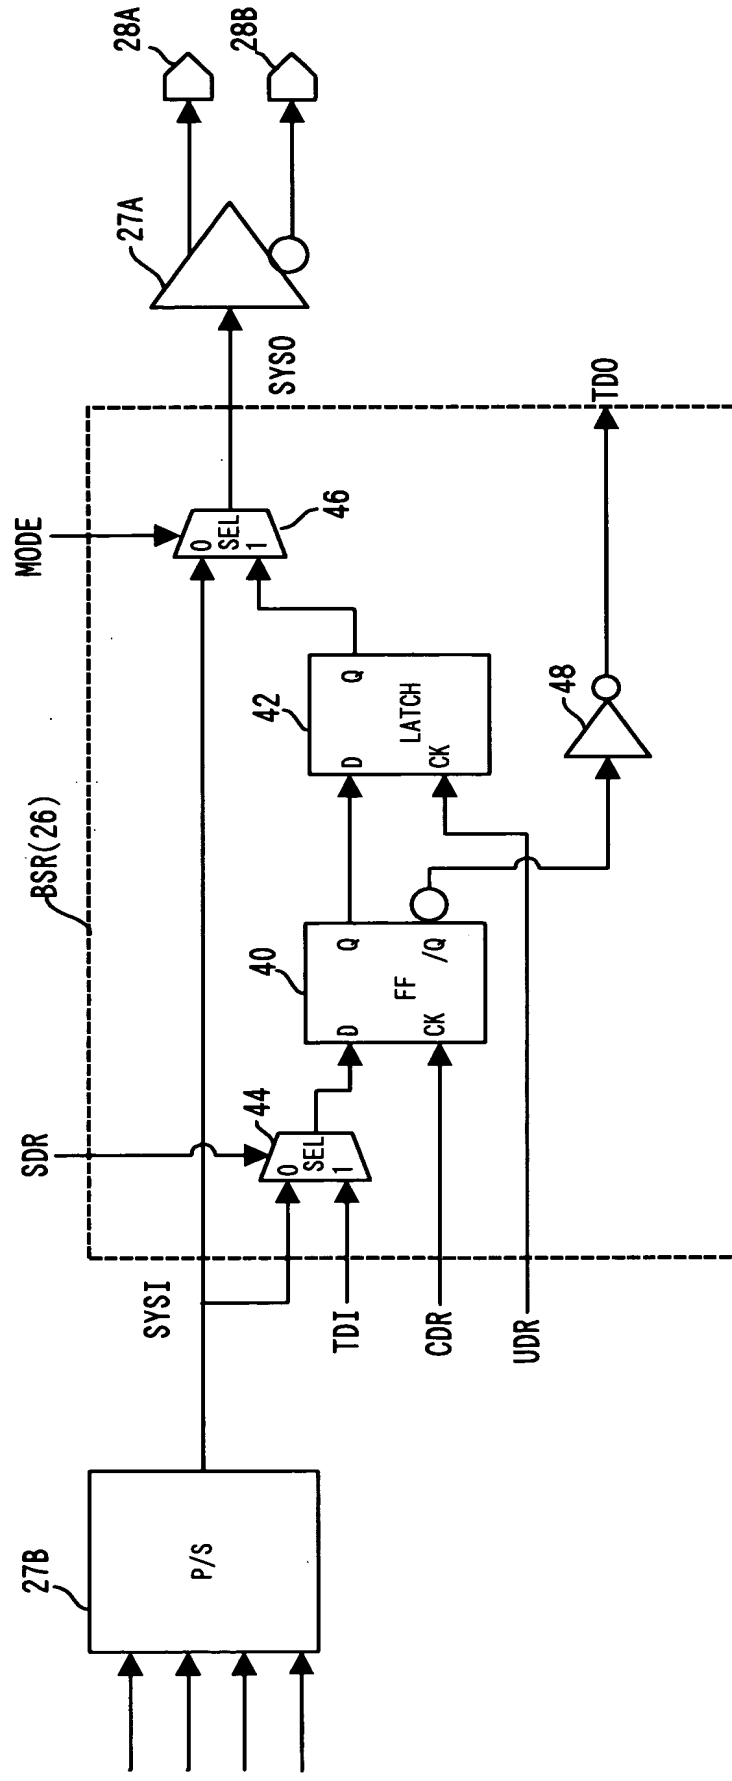 27B
P/S
SYSI
TDI
CDR
UDR
SDR
BSR(26)
44
0
SEL
1
40
D
Q
FF
CK
/Q
42
D
Q
LATCH
CK
MODE
0
SEL
1
46
48
SYSO
TDO
27A
28A
28B